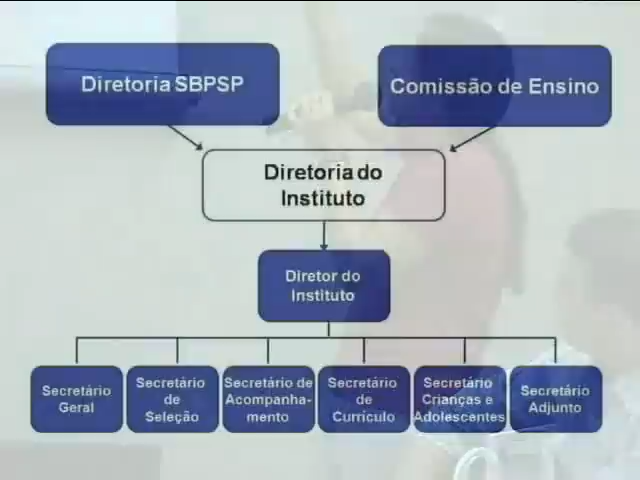 Diretoria SBPSP
Comissão de Ensino
Diretoria do
Instituto
Diretor do
Instituto
Secretário
Geral
Secretário
de
Seleção
Secretário de
Acompanha-
mento
Secretário
de
Currículo
Secretário
Crianças e
Adolescentes
Secretário
Adjunto